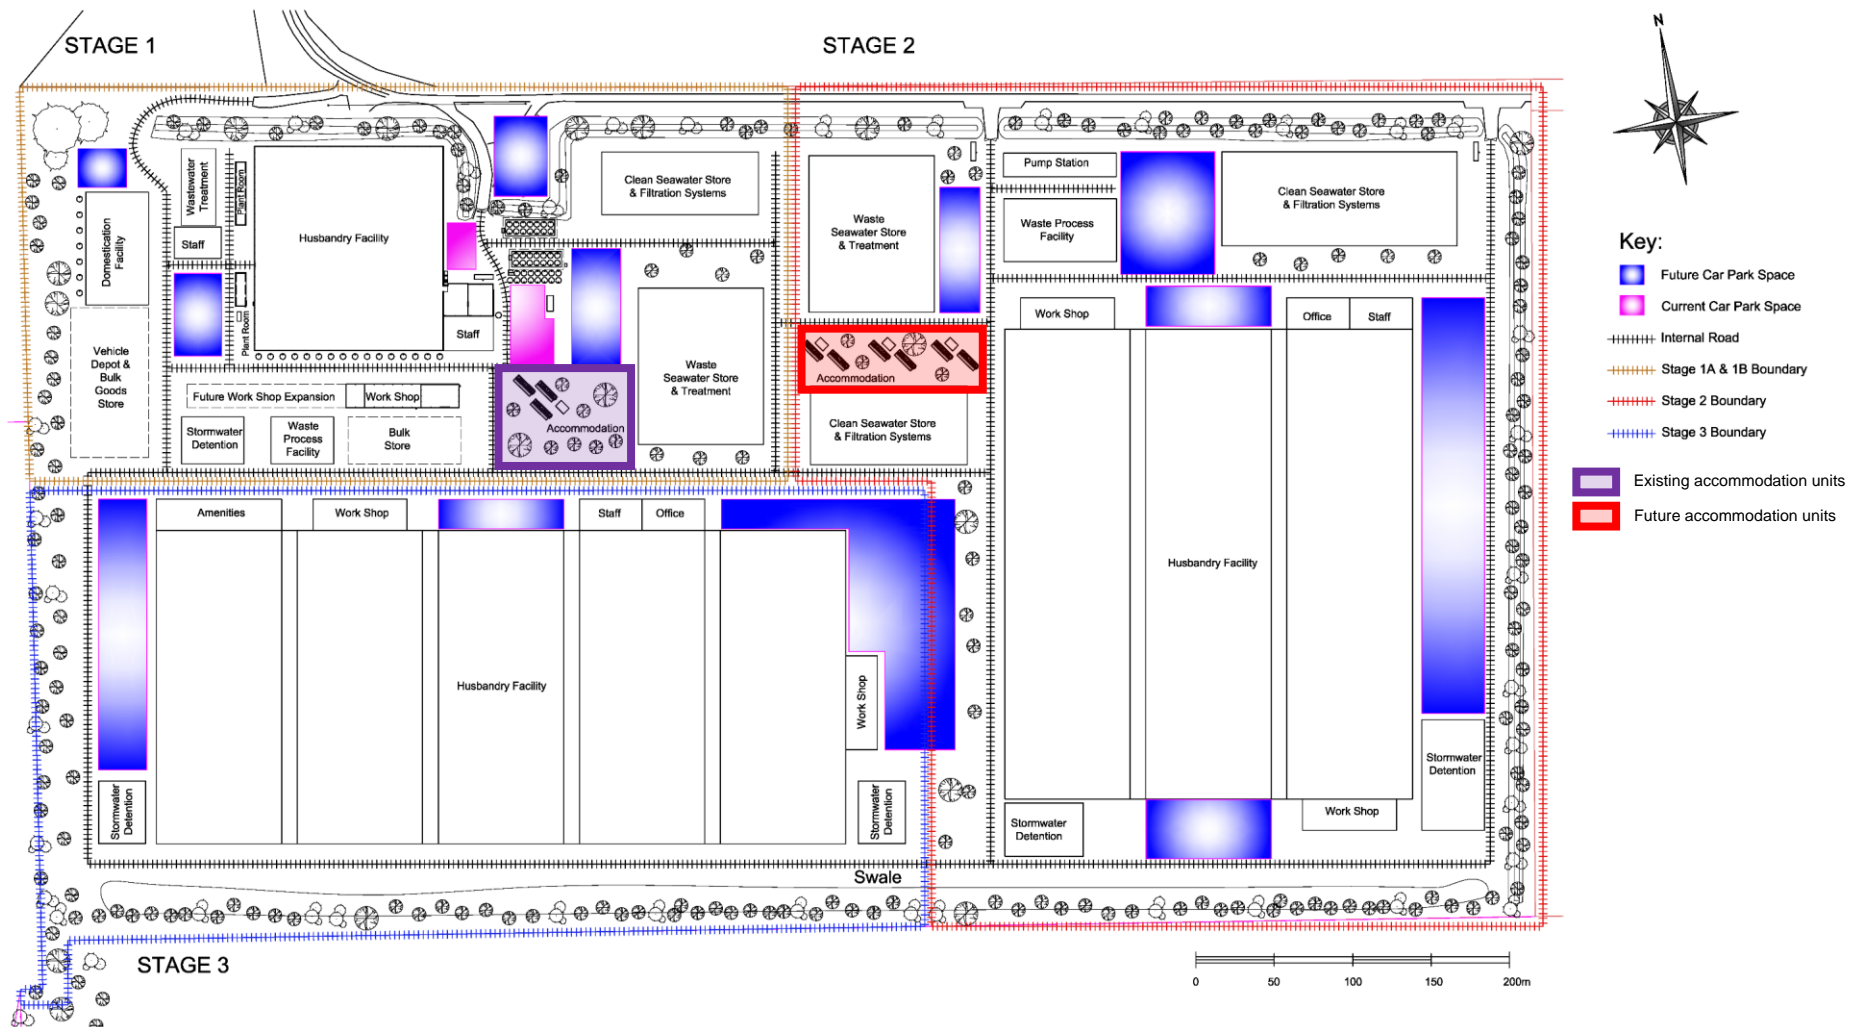 STAGE 1
STAGE 2
N
Wastewater
Treatment
Plant Room
Husbandry Facility
Staff
Domestication
Facility
Plant Room
Staff
Clean Seawater Store
& Filtration Systems
Waste
Seawater Store
& Treatment
Vehicle
Depot &
Bulk
Goods
Store
Future Work Shop Expansion
Work Shop
Stormwater
Detention
Waste
Process
Facility
Bulk
Store
Accommodation
Waste
Seawater Store
& Treatment
Accommodation
Clean Seawater Store
& Filtration Systems
Pump Station
Waste Process
Facility
Clean Seawater Store
& Filtration Systems
Work Shop
Office
Staff
Husbandry Facility
Stormwater
Detention
Work Shop
Stormwater
Detention
Key:
Future Car Park Space
Current Car Park Space
Internal Road
Stage 1A & 1B Boundary
Stage 2 Boundary
Stage 3 Boundary
Existing accommodation units
Future accommodation units
Amenities
Work Shop
Staff
Office
Husbandry Facility
Work Shop
Stormwater
Detention
Stormwater
Detention
Swale
STAGE 3
0
50
100
150
200m